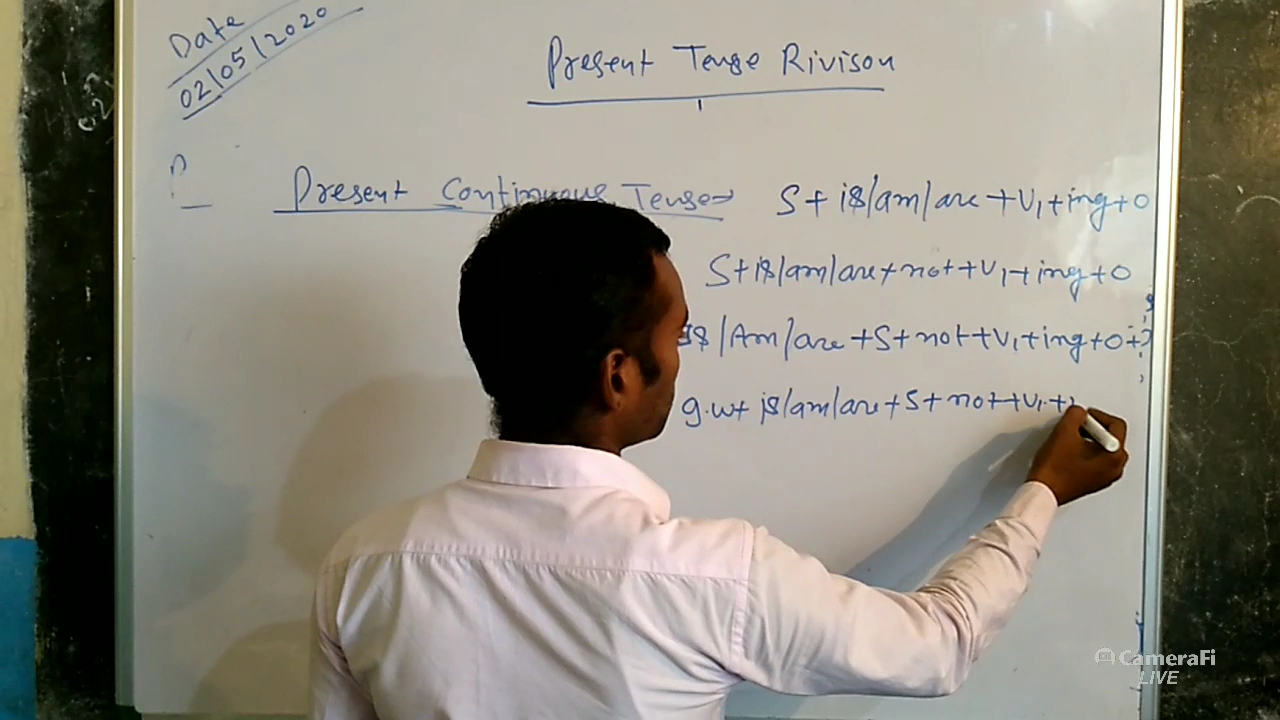 Date
02/05/2020
Present Tense Rivison
P
Present Continuous Tense → S+ is/am/are +V1+ing+O
S+is/am/are+not+V1+ing+O
Is/Am/are +S+not+V1+ing+O+?
q.w+ is/am/are+S+not+V1+
CameraFi
LIVE